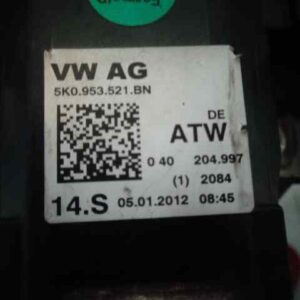 VW AG
5K0.953.521.BN
DE
ATW
0 40 204.997
(1) 2084
14.S 05.01.2012 08:45